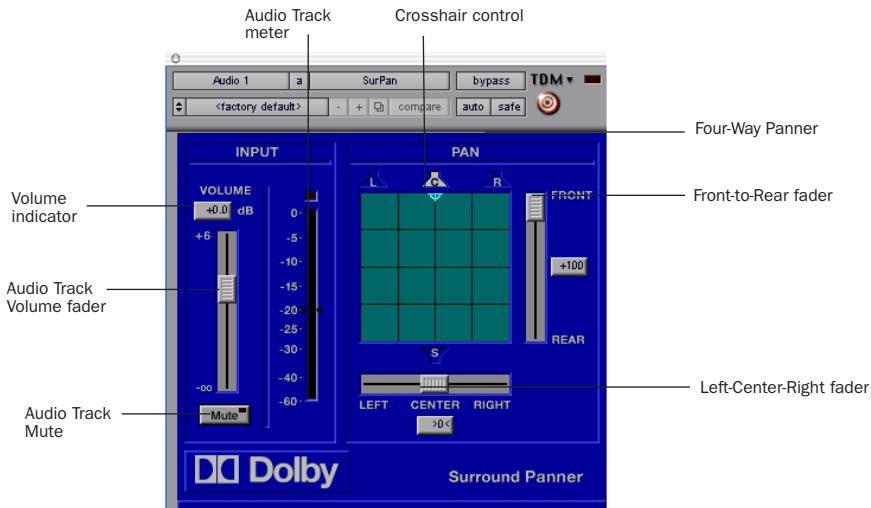 Audio Track
meter
Crosshair control
Audio 1 a SurPan bypass TDM
<factory default> - + compare auto safe
Four-Way Panner
INPUT
PAN
L C R
Volume
indicator
VOLUME
+0.0 dB
FRONT
Front-to-Rear fader
+6
0-
-5-
-10-
-15-
-20-
-25-
-30-
-40-
-60-
+100
Audio Track
Volume fader
-∞
REAR
S
Left-Center-Right fader
LEFT CENTER RIGHT
>0<
Audio Track
Mute
Mute
Dolby
Surround Panner